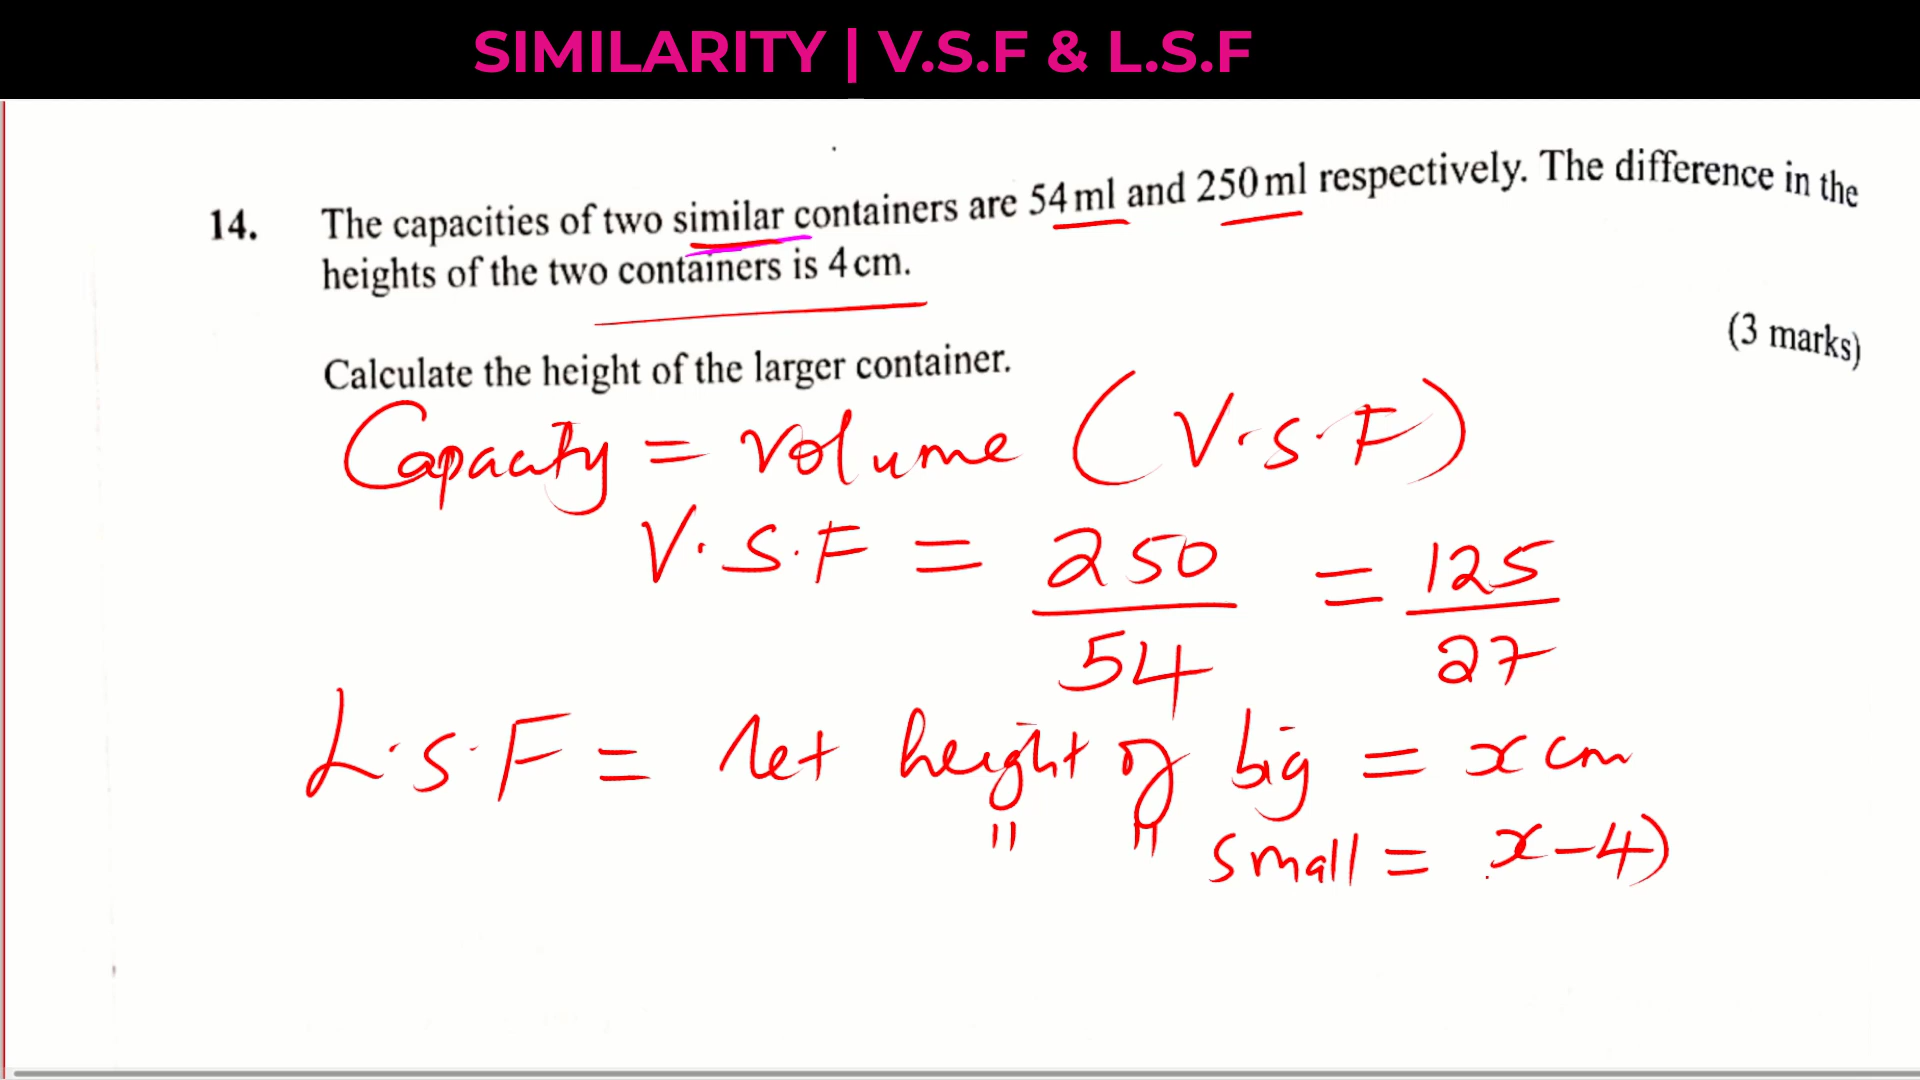 SIMILARITY | V.S.F & L.S.F
14. The capacities of two similar containers are 54 ml and 250 ml respectively. The difference in the
heights of the two containers is 4 cm.
(3 marks)
Calculate the height of the larger container.
Capacity = volume (V.S.F)
V.S.F = 250/54 = 125/27
L.S.F = let height of big = x cm
" " small = x-4)